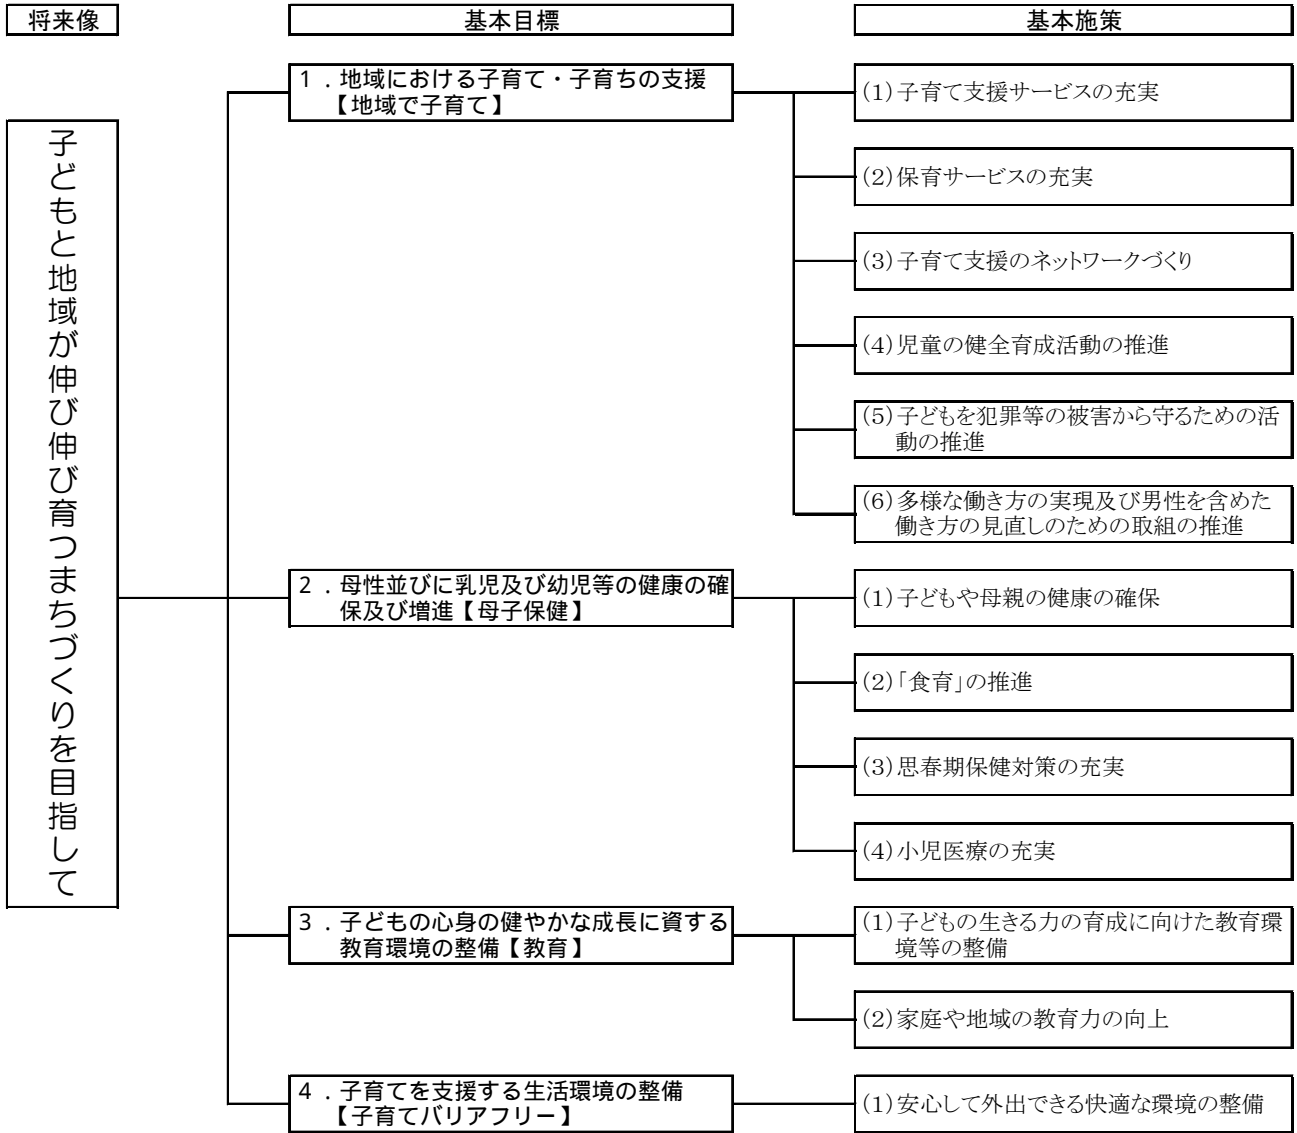 将来像
基本目標
基本施策
子どもと地域が伸び伸び育つまちづくりを目指して
１．地域における子育て・子育ちの支援
【地域で子育て】
(1)子育て支援サービスの充実
(2)保育サービスの充実
(3)子育て支援のネットワークづくり
(4)児童の健全育成活動の推進
(5)子どもを犯罪等の被害から守るための活
動の推進
(6)多様な働き方の実現及び男性を含めた
働き方の見直しのための取組の推進
２．母性並びに乳児及び幼児等の健康の確
保及び増進【母子保健】
(1)子どもや母親の健康の確保
(2)「食育」の推進
(3)思春期保健対策の充実
(4)小児医療の充実
３．子どもの心身の健やかな成長に資する
教育環境の整備【教育】
(1)子どもの生きる力の育成に向けた教育環
境等の整備
(2)家庭や地域の教育力の向上
４．子育てを支援する生活環境の整備
【子育てバリアフリー】
(1)安心して外出できる快適な環境の整備